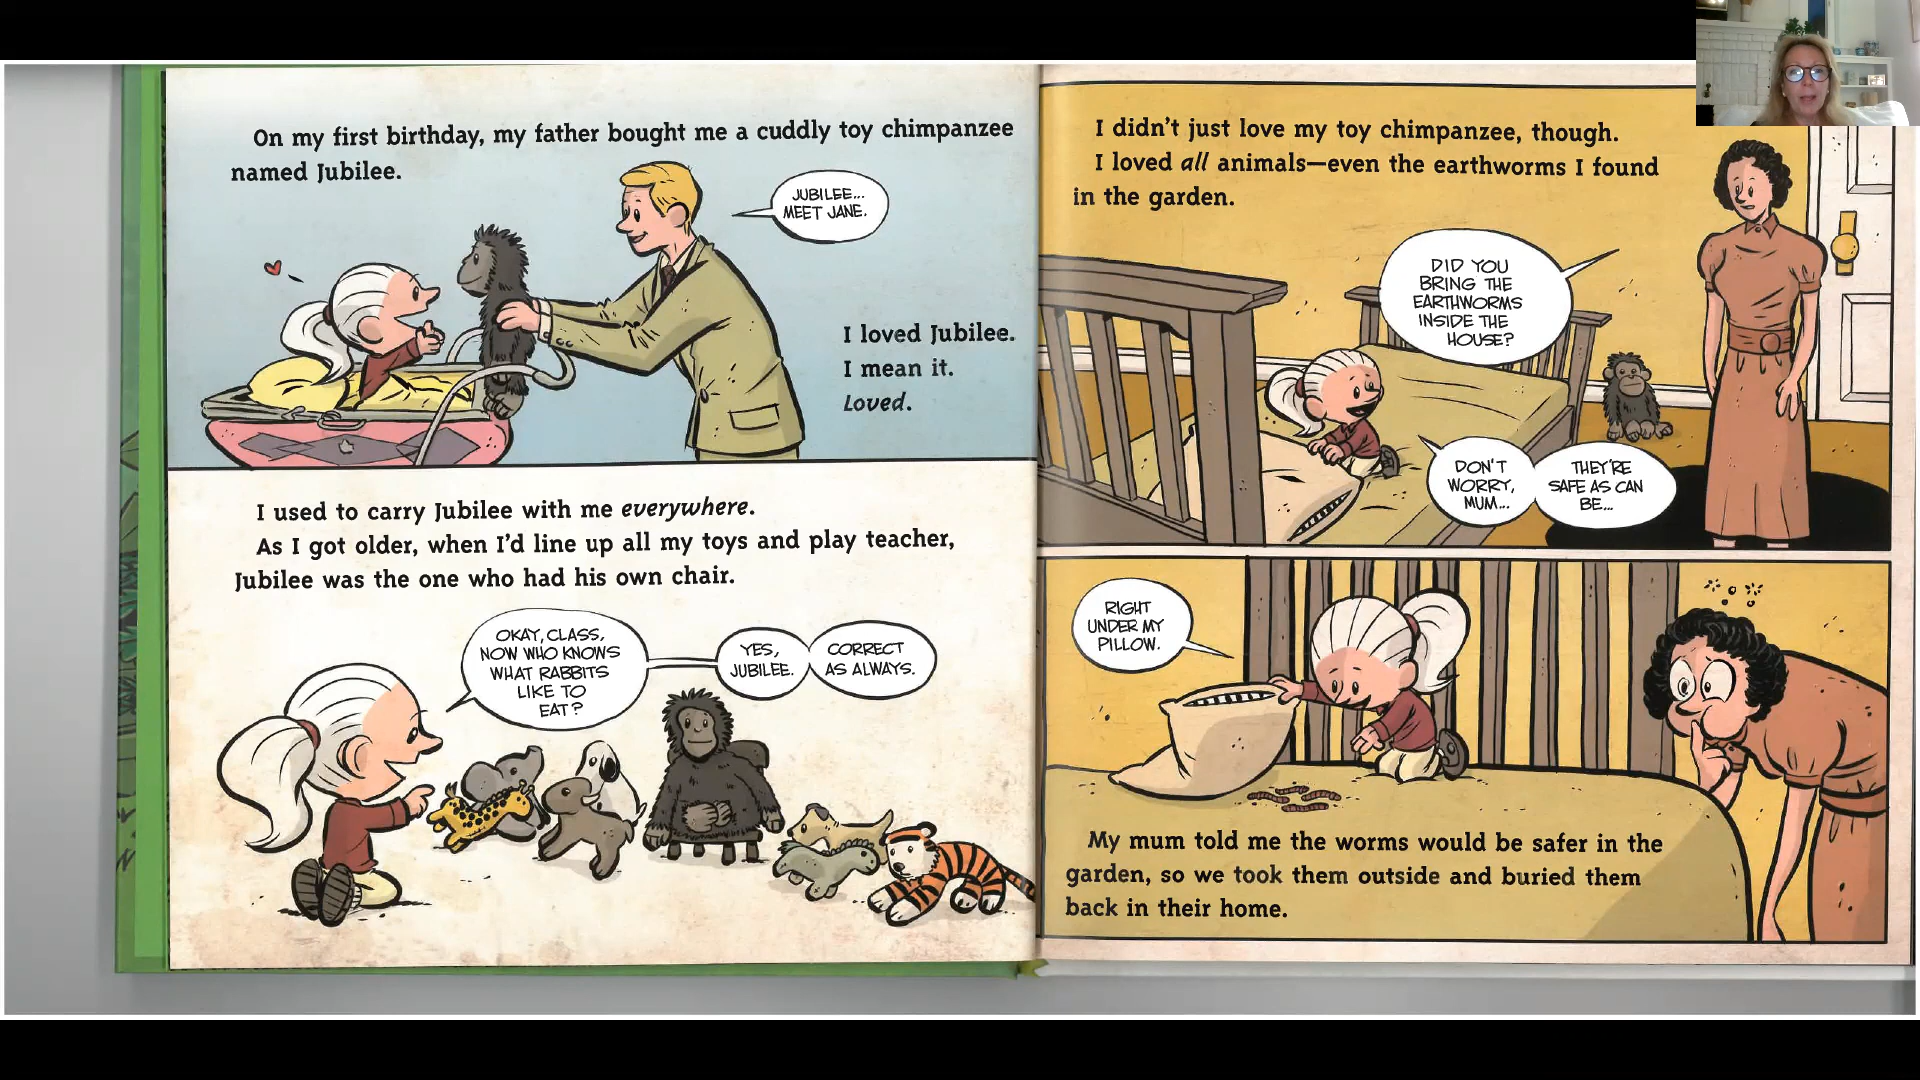 On my first birthday, my father bought me a cuddly toy chimpanzee
named Jubilee.
JUBILEE...
MEET JANE.
I loved Jubilee.
I mean it.
Loved.
I used to carry Jubilee with me everywhere.
As I got older, when I'd line up all my toys and play teacher,
Jubilee was the one who had his own chair.
OKAY, CLASS,
NOW WHO KNOWS
WHAT RABBITS
LIKE TO
EAT?
YES,
JUBILEE.
CORRECT
AS ALWAYS.
I didn't just love my toy chimpanzee, though.
I loved all animals—even the earthworms I found
in the garden.
DID YOU
BRING THE
EARTHWORMS
INSIDE THE
HOUSE?
DON'T
WORRY,
MUM...
THEY'RE
SAFE AS CAN
BE...
RIGHT
UNDER MY
PILLOW.
My mum told me the worms would be safer in the
garden, so we took them outside and buried them
back in their home.